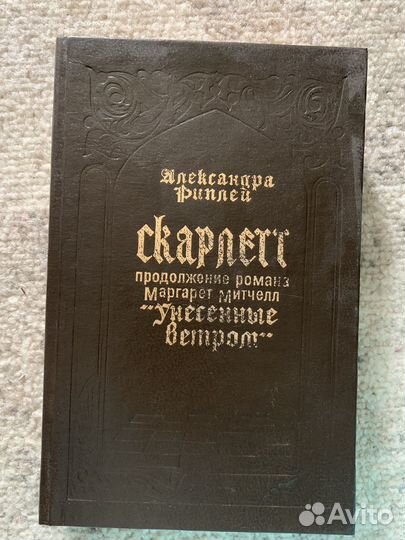 Александра
Риплей
Скарлетт
продолжение романа
Маргарет Митчелл
"Унесенные
ветром"
Avito